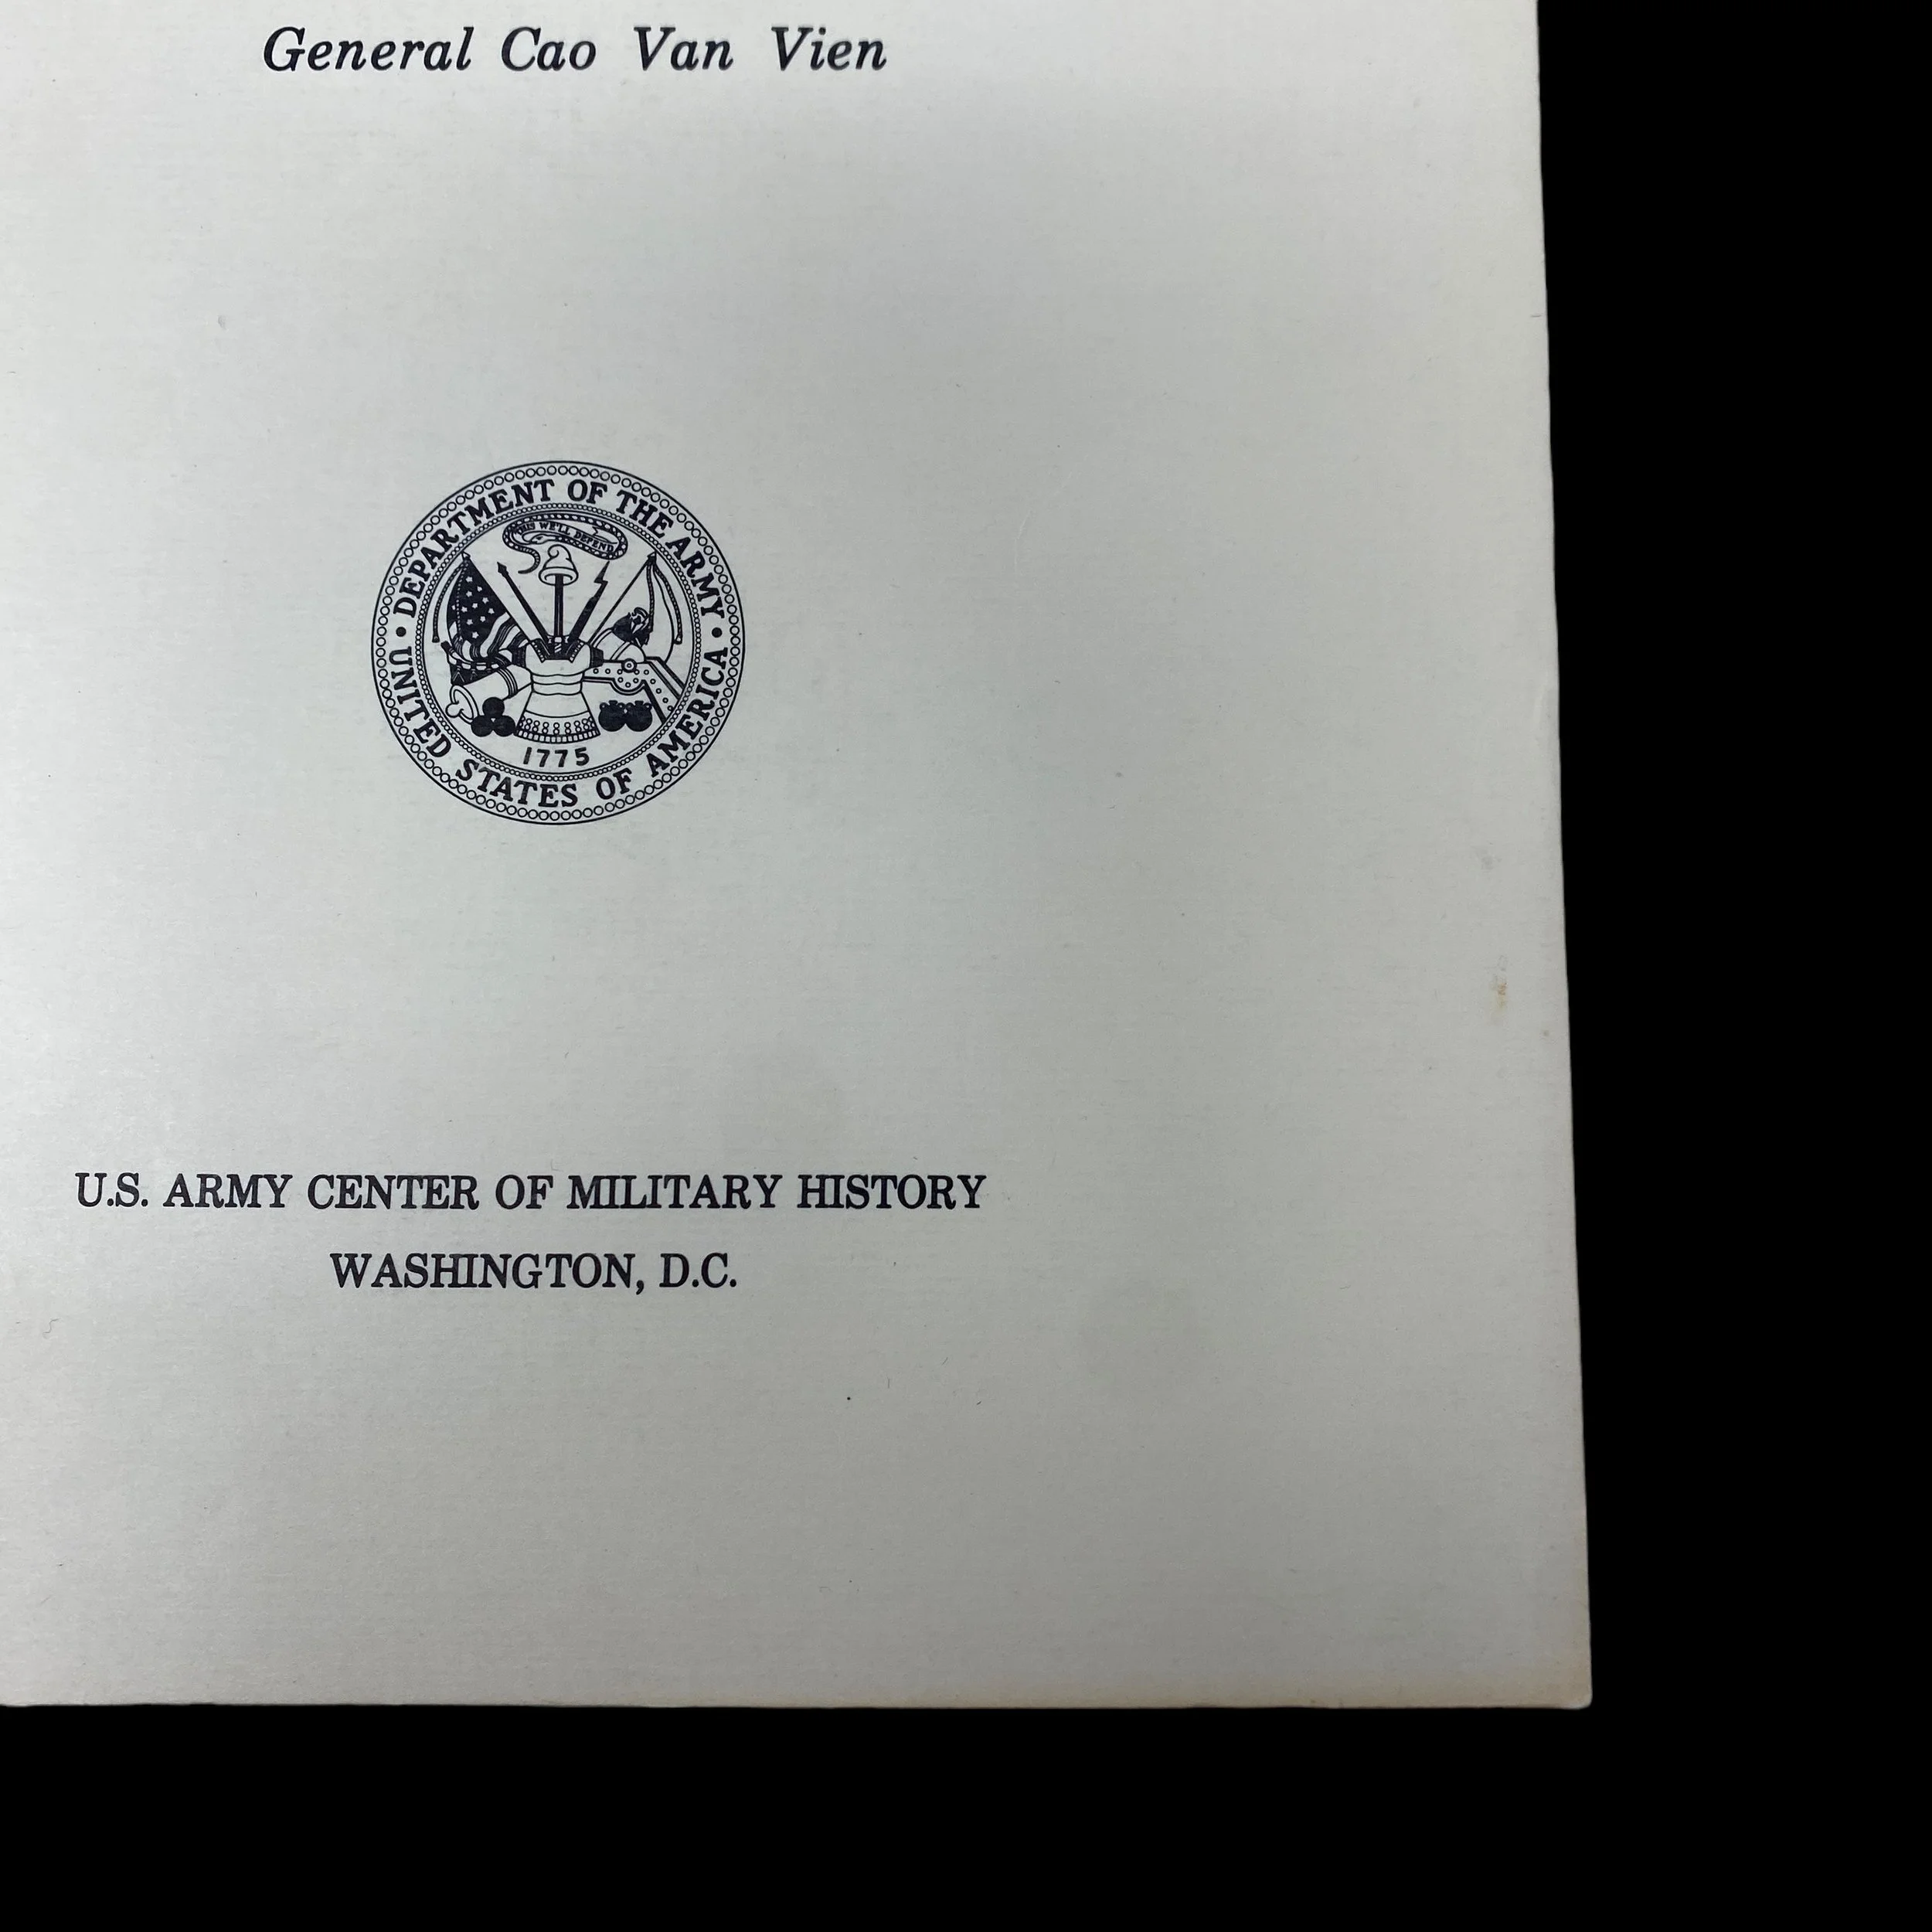 General Cao Van Vien
DEPARTMENT OF THE ARMY
THIS WE'LL DEFEND
1775
UNITED STATES OF AMERICA
U.S. ARMY CENTER OF MILITARY HISTORY
WASHINGTON, D.C.